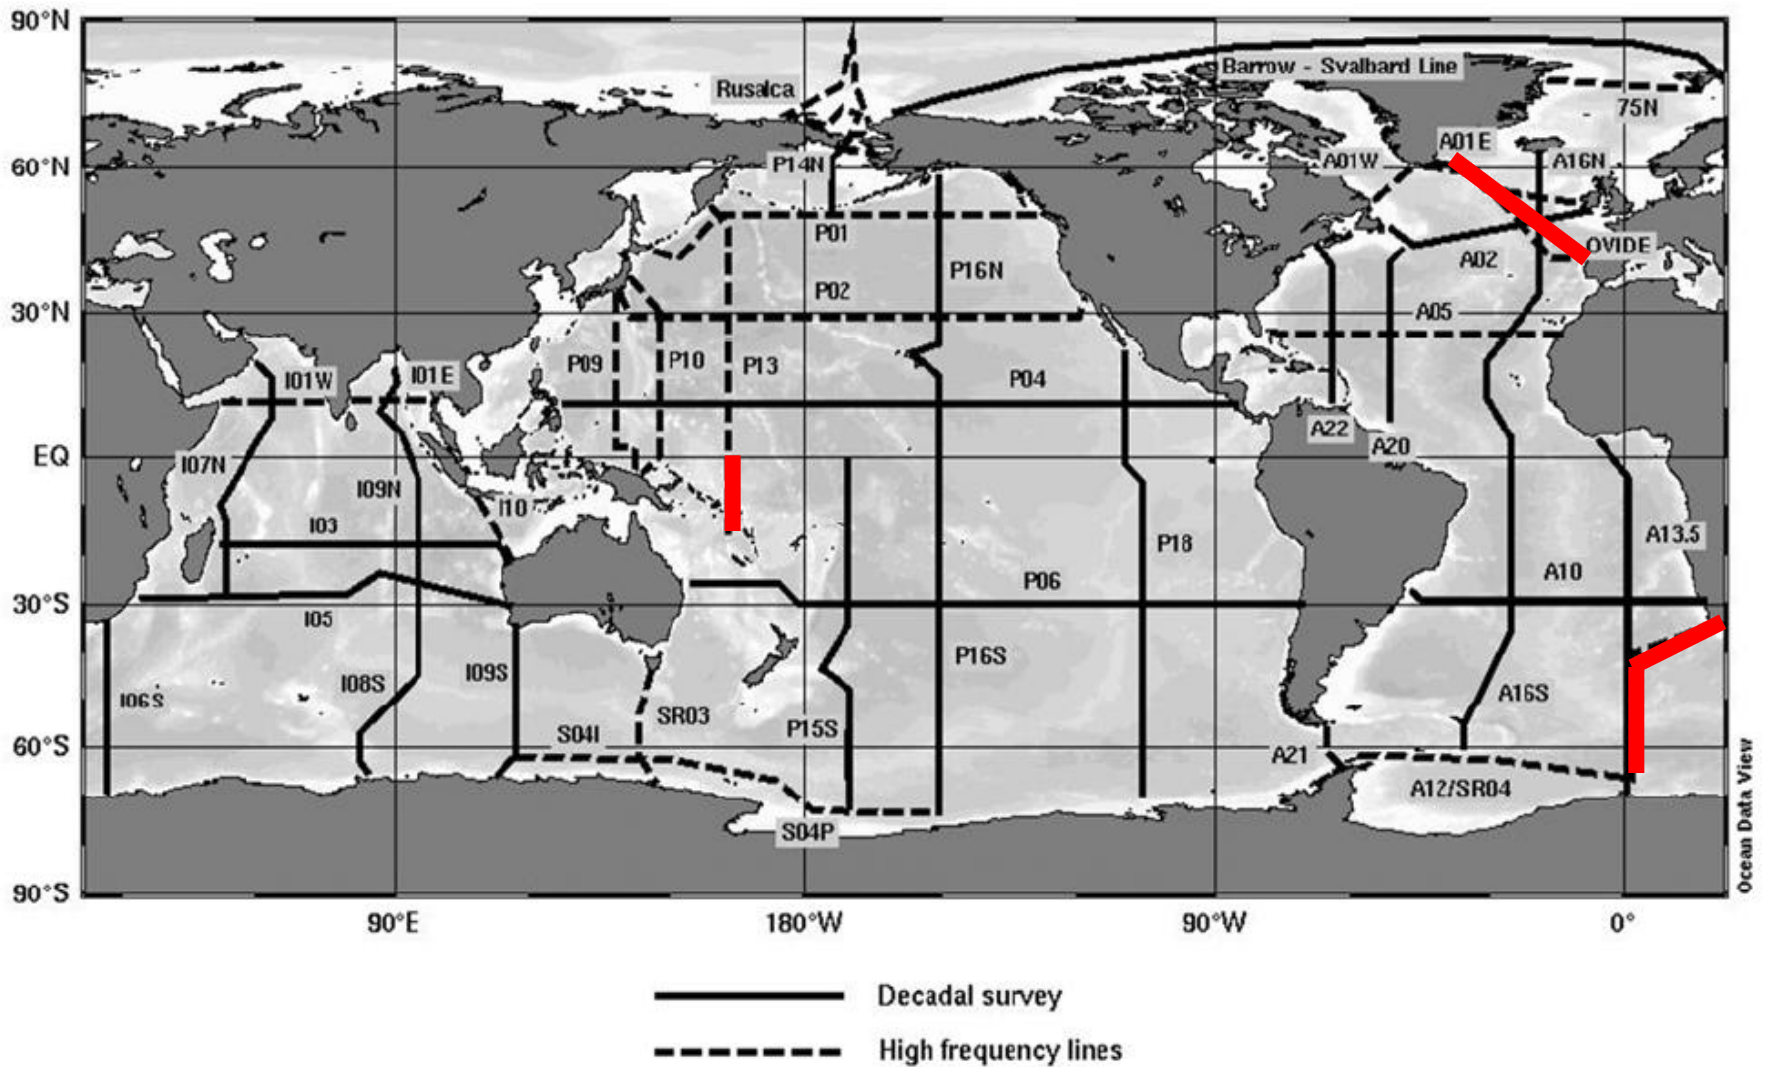 90°N
Rusalca
Barrow - Svalbard Line
75N
60°N
P14N
A01W
A01E
A16N
P01
P16N
A02
OVIDE
P02
30°N
A05
P09
P10
P13
P04
I01W
I01E
A22
A20
EQ
I07N
I09N
I10
I03
P18
A13.5
P06
A10
30°S
I05
I06S
I08S
I09S
SR03
P15S
P16S
A16S
S04I
60°S
A21
A12/SR04
S04P
90°S
90°E
180°W
90°W
0°
Ocean Data View
Decadal survey
High frequency lines